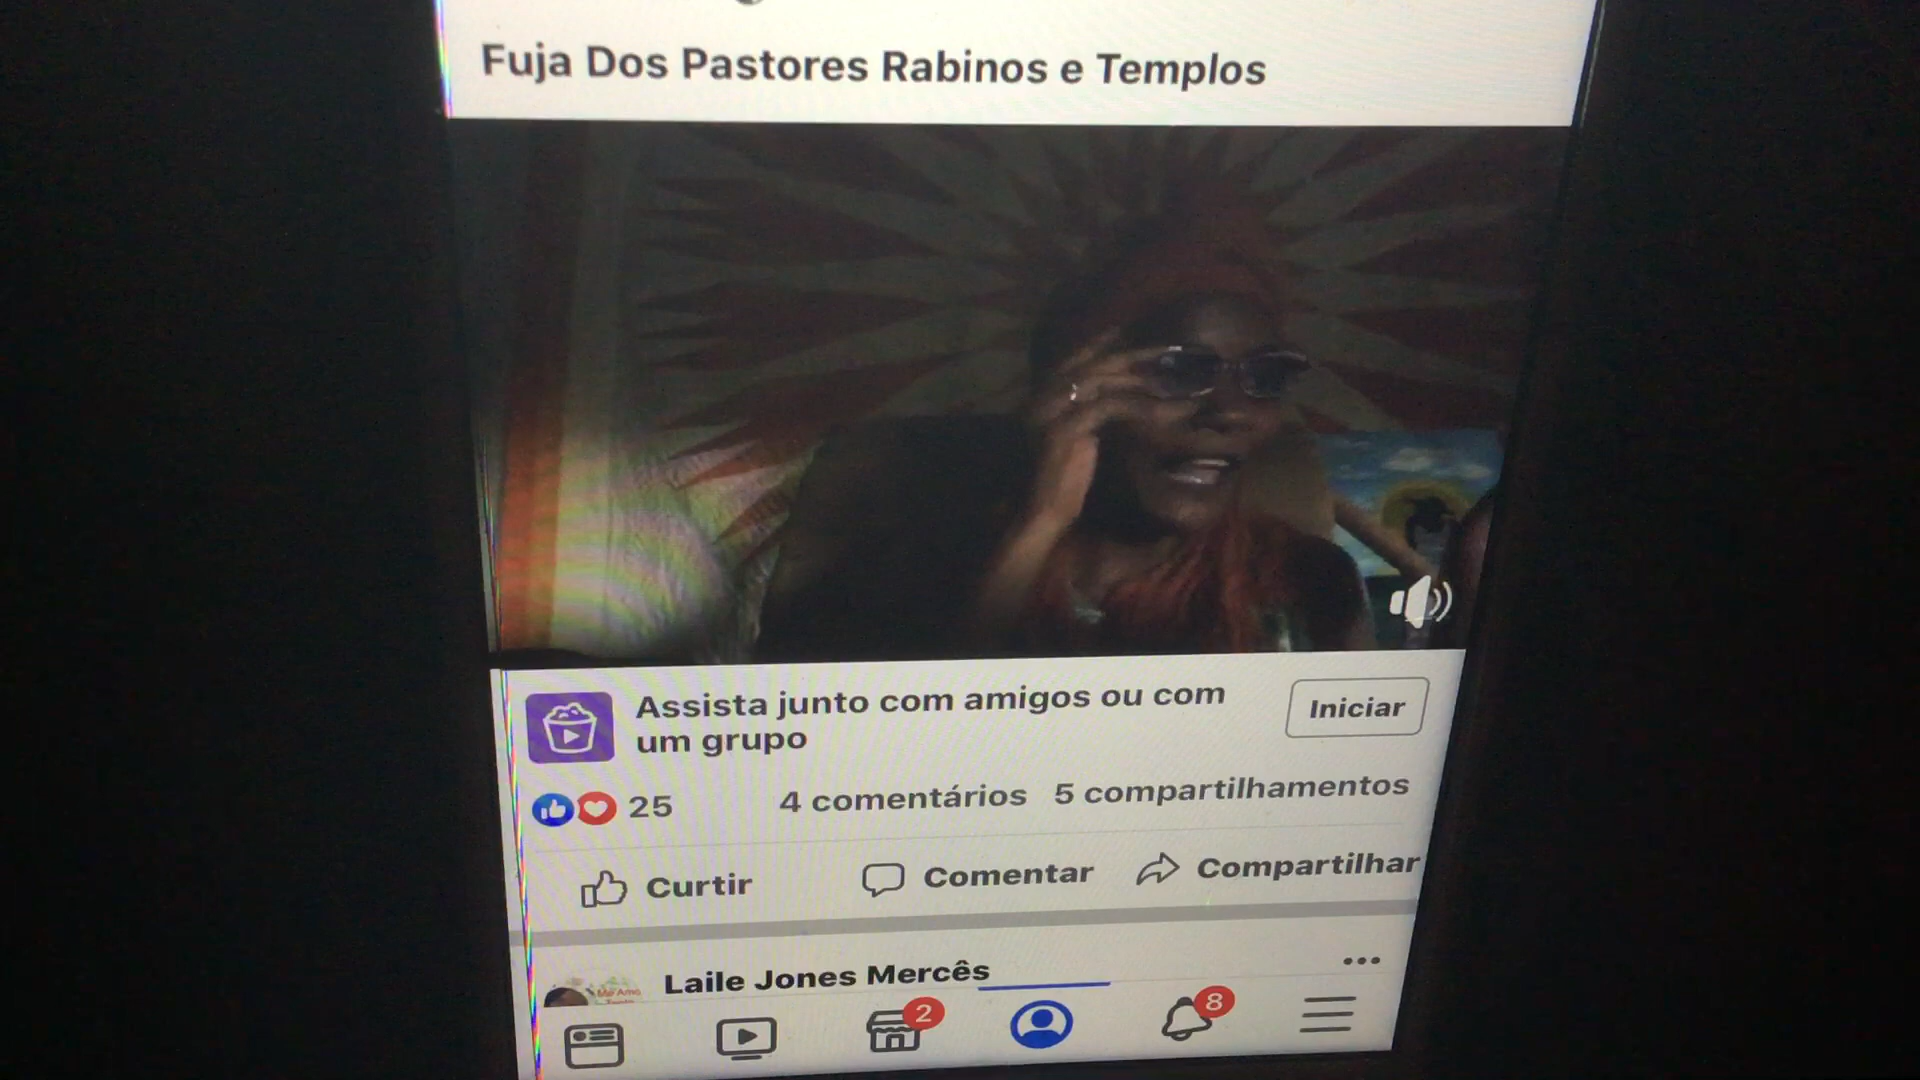 Fuja Dos Pastores Rabinos e Templos
Assista junto com amigos ou com
um grupo
Iniciar
25
4 comentários
5 compartilhamentos
Curtir
Comentar
Compartilhar
Laile Jones Mercês
2
8